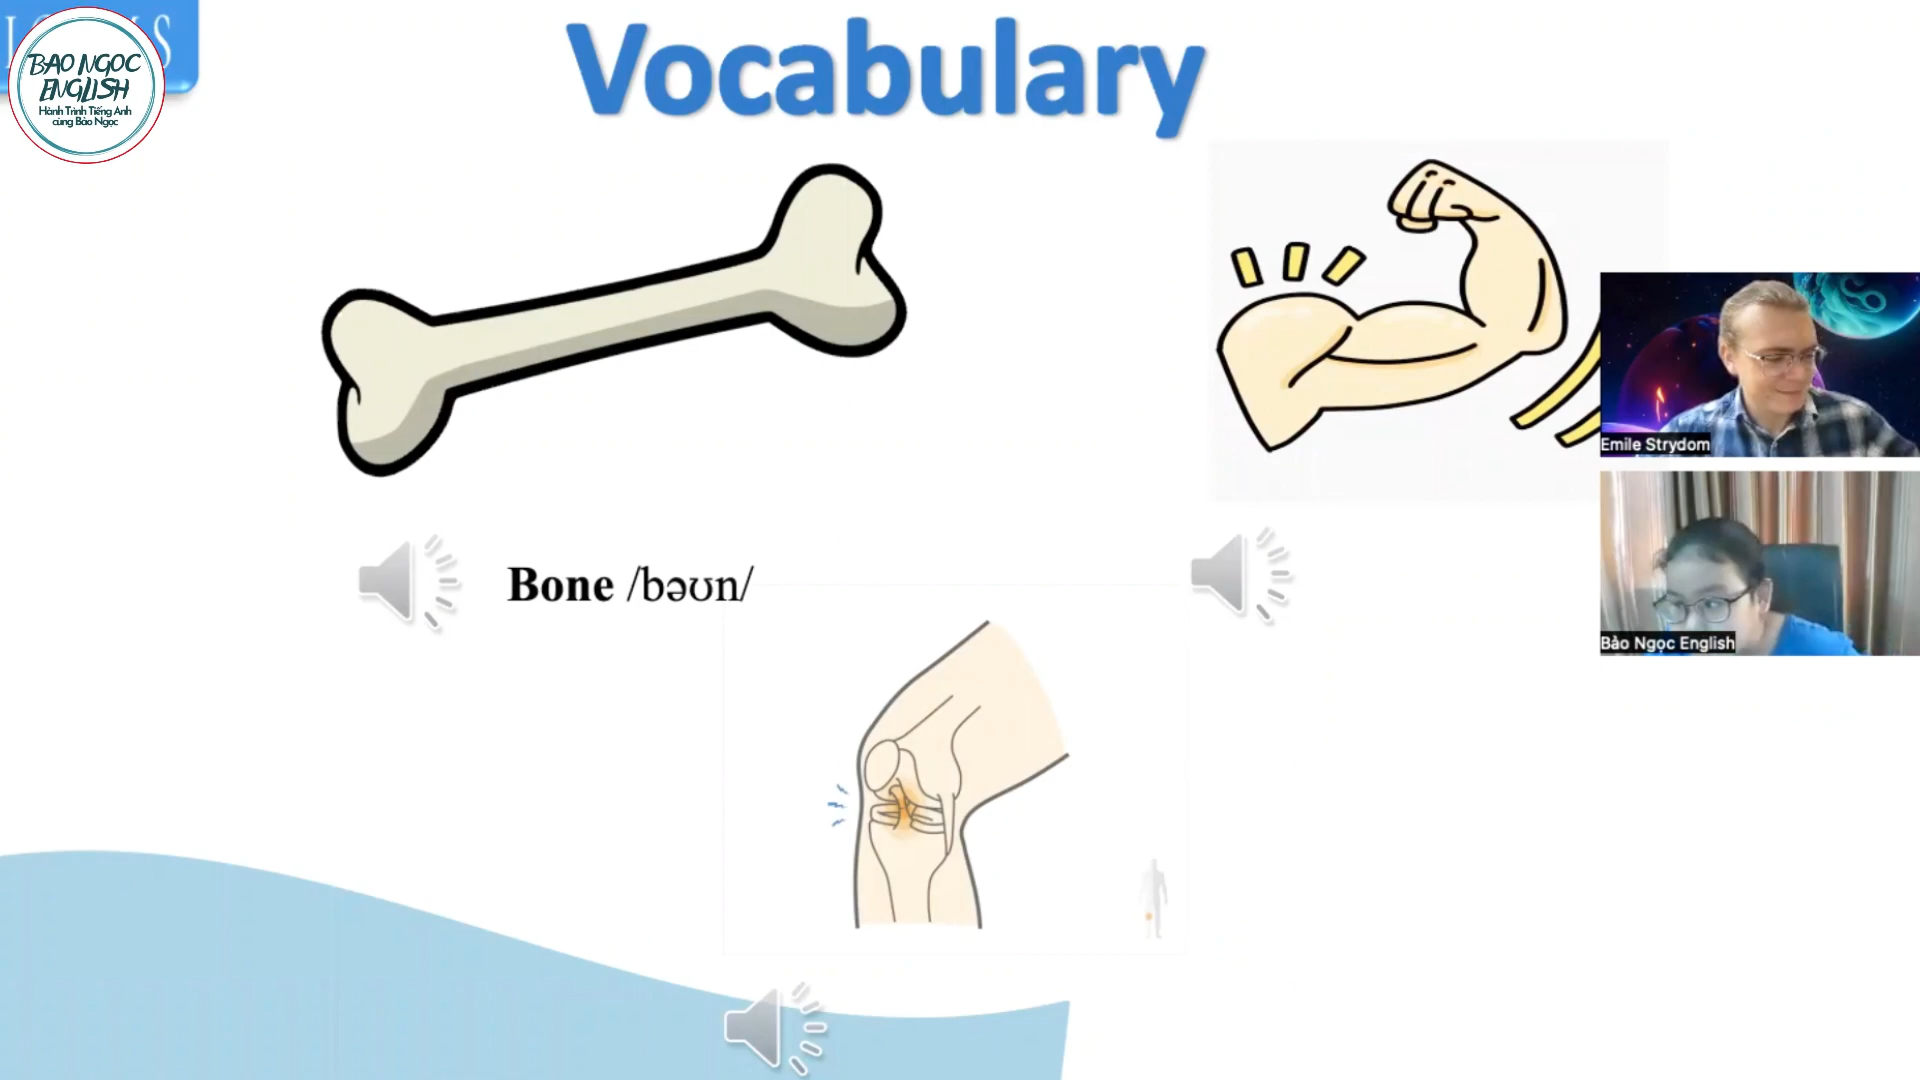 BAO NGOC
ENGLISH
Hành Trình Tiếng Anh
cùng Bảo Ngọc
Vocabulary
Bone /bəʊn/
Emile Strydom
Bảo Ngọc English